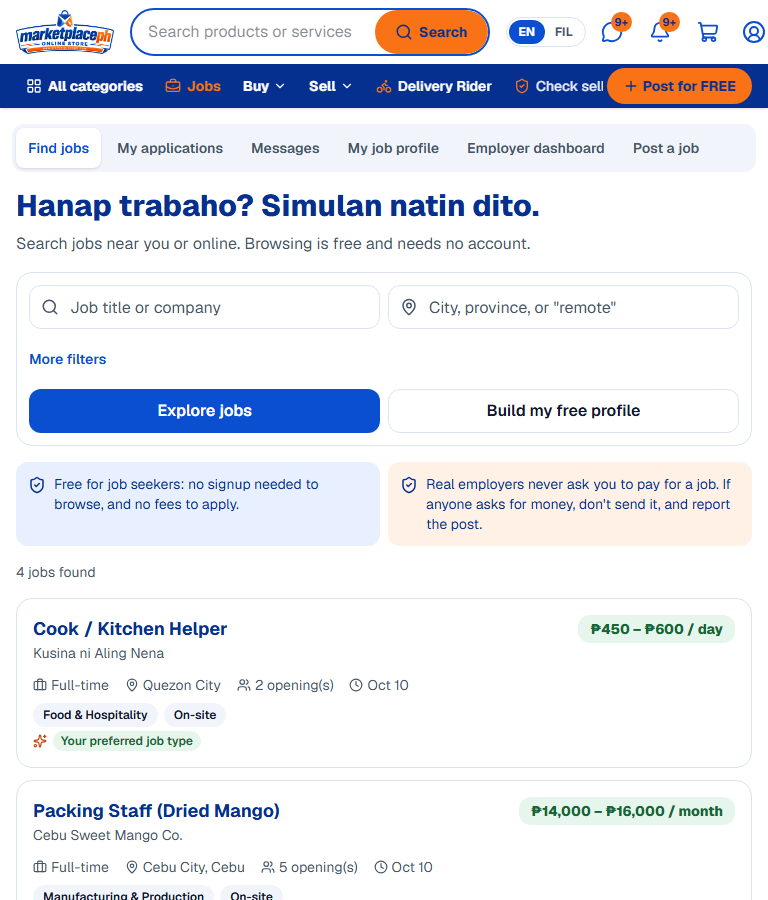 marketplaceph
ONLINE STORE
Search products or services
Search
EN
FIL
9+
9+
All categories
Jobs
Buy
Sell
Delivery Rider
Check sell
+ Post for FREE
Find jobs
My applications
Messages
My job profile
Employer dashboard
Post a job
Hanap trabaho? Simulan natin dito.
Search jobs near you or online. Browsing is free and needs no account.
Job title or company
City, province, or "remote"
More filters
Explore jobs
Build my free profile
Free for job seekers: no signup needed to
browse, and no fees to apply.
Real employers never ask you to pay for a job. If
anyone asks for money, don't send it, and report
the post.
4 jobs found
Cook / Kitchen Helper
₱450 – ₱600 / day
Kusina ni Aling Nena
Full-time
Quezon City
2 opening(s)
Oct 10
Food & Hospitality
On-site
Your preferred job type
Packing Staff (Dried Mango)
₱14,000 – ₱16,000 / month
Cebu Sweet Mango Co.
Full-time
Cebu City, Cebu
5 opening(s)
Oct 10
Manufacturing & Production
On-site